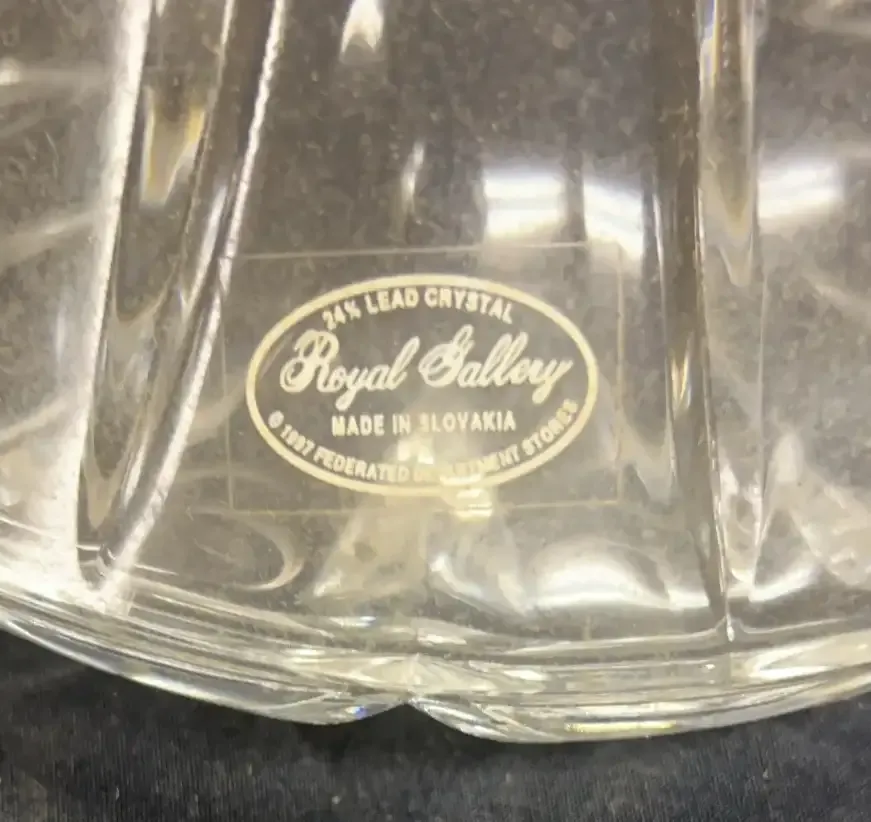 24% LEAD CRYSTAL
Royal Gallery
MADE IN SLOVAKIA
© 1997 FEDERATED DEPARTMENT STORES